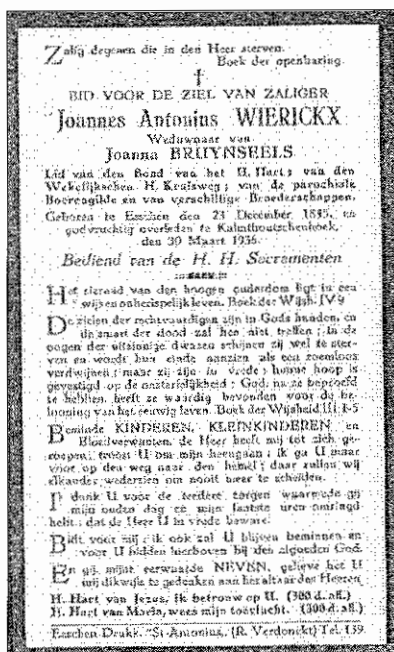 Zalig degenen die in den Heer sterven.
Boek der openbaring.
†
BID VOOR DE ZIEL VAN ZALIGER
Joannes Antonius WIERICKX
Weduwnaar van
Joanna BRUYNSEELS
Lid van den Bond van het H. Hart; van den
Wekelijkschen H. Kruisweg; van de parochiale
Boerengilde en van verschillige Broederschappen,
Geboren te Esschen den 23 December 1835, en
godvruchtig overleden te Kalmthoutschenhoek,
den 30 Maart 1936.
Bediend van de H. H. Sacramenten
Het sieraad van den hoogen ouderdom ligt in een
wijs en onberispelijk leven. Boek der Wijsh. IV 9
De zielen der rechtvaardigen zijn in Gods handen, en
de smart der dood zal hen niet treffen; in de
oogen der uitzinnige dwazen schijnen zij wel te ster-
ven en wordt hun einde aanzien als een roemloos
verdwijnen; maar zij zijn in vrede; hunne hoop is
gevestigd op de onsterfelijkheid; God, na ze beproefd
te hebben, heeft ze waardig bevonden voor de be-
looning van het eeuwig leven. Boek der Wijsheid III 1-5
Beminde KINDEREN, KLEINKINDEREN en
Bloedverwanten, de Heer heeft mij tot zich ge-
roepen; troost U om mijn heengaan; ik ga U maar
voor op den weg naar den hemel; daar zullen wij
elkander wederzien om nooit meer te scheiden.
Ik dank U voor de teedere zorgen waarmede gij
mijn ouden dag en mijn laatste uren omringd
hebt; dat de Heer U in vrede beware!
Bidt voor mij; ik ook zal U blijven beminnen en
voor U bidden hierboven bij den algoeden God.
En gij, mijne eerwaarde NEVEN, gelieve het U
mij dikwijls te gedenken aan het altaar des Heeren
H. Hart van Jezus, ik betrouw op U. (300 d. afl.)
H. Hart van Maria, wees mijn toevlucht. (300 d. afl.)
Esschen Drukk. "St-Antonius, (R. Verdonckt) Tel. 159